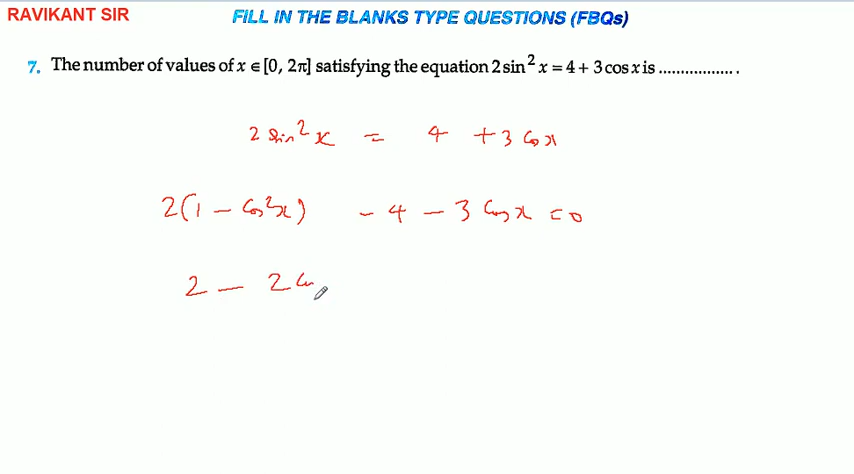 RAVIKANT SIR
FILL IN THE BLANKS TYPE QUESTIONS (FBQs)
7. The number of values of x ∈ [0, 2π] satisfying the equation 2 sin² x = 4 + 3 cos x is ................. .
2 sin² x = 4 + 3 cos x
2(1 − cos² x) − 4 − 3 cos x = 0
2 − 2 co